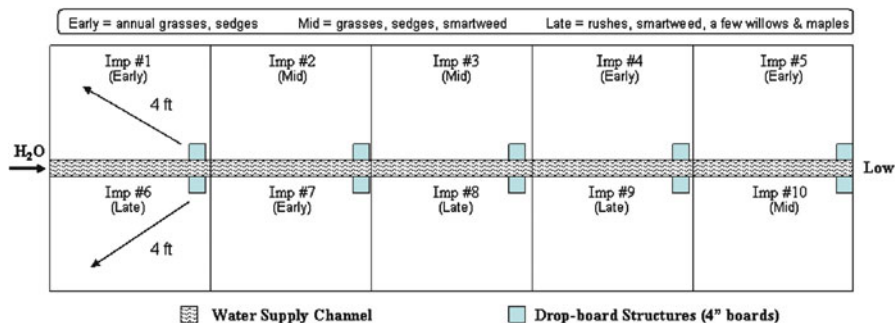 Early = annual grasses, sedges Mid = grasses, sedges, smartweed Late = rushes, smartweed, a few willows & maples
Imp #1 Imp #2 Imp #3 Imp #4 Imp #5
(Early) (Mid) (Mid) (Early) (Early)
4 ft
H₂O
Low
Imp #6 Imp #7 Imp #8 Imp #9 Imp #10
(Late) (Early) (Late) (Late) (Mid)
4 ft
Water Supply Channel Drop-board Structures (4” boards)